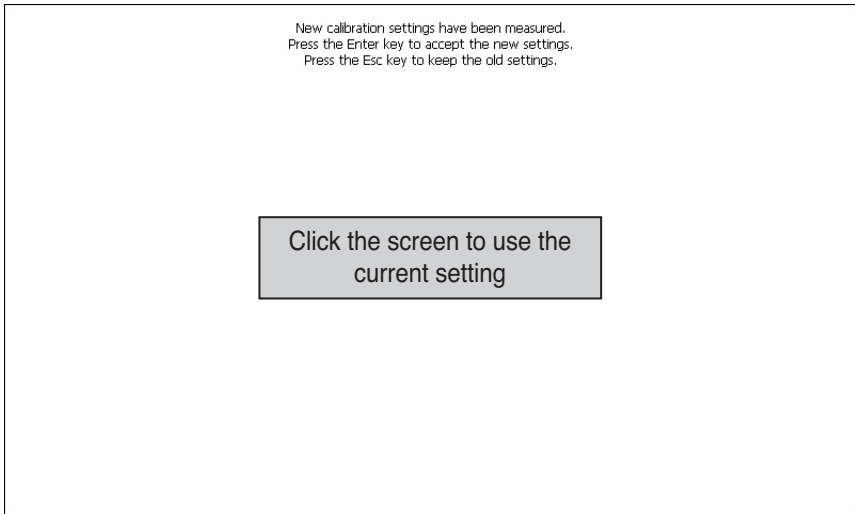 New calibration settings have been measured.
Press the Enter key to accept the new settings.
Press the Esc key to keep the old settings.
Click the screen to use the
current setting